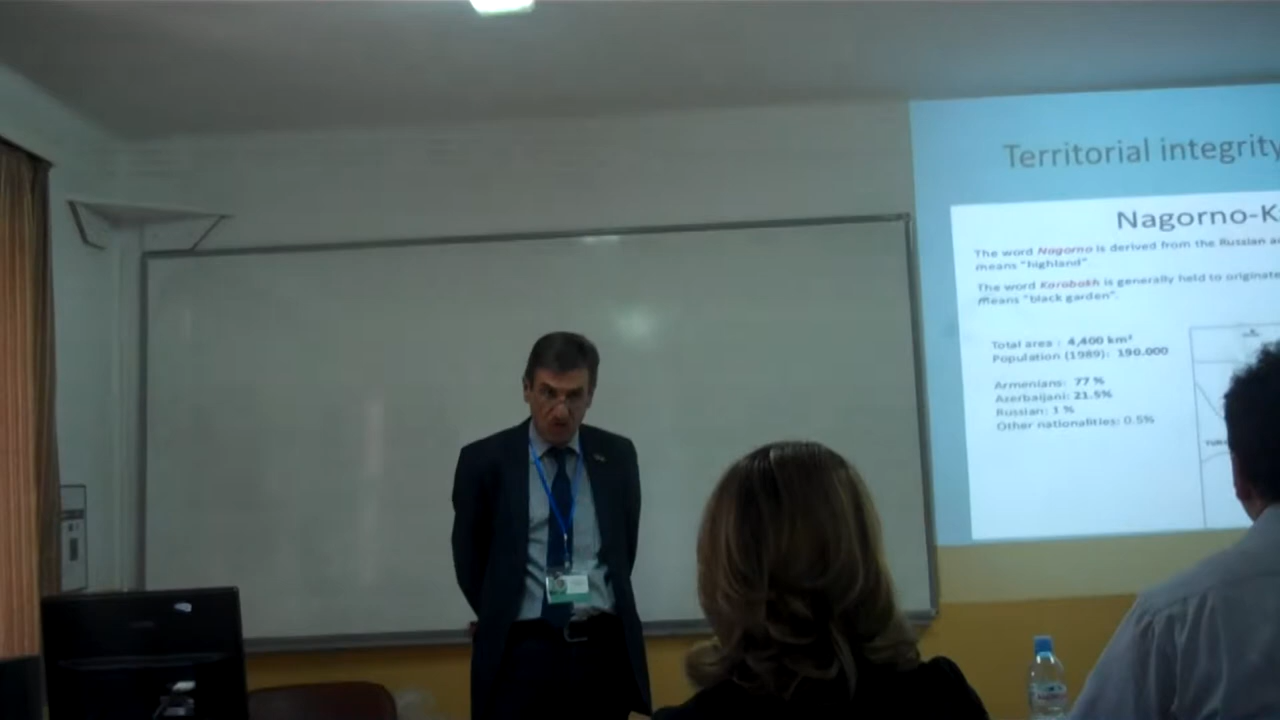 Territorial integrity
Nagorno-K
The word Nagorno is derived from the Russian a
means "highland".
The word Karabakh is generally held to originate
means "black garden".
Total area : 4,400 km²
Population (1989): 190.000
Armenians: 77 %
Azerbaijani: 21.5%
Russian: 1 %
Other nationalities: 0.5%